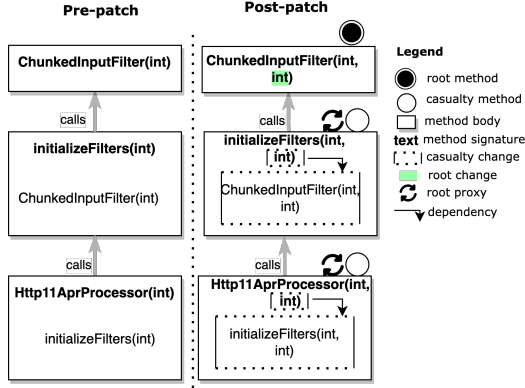 Pre-patch
ChunkedInputFilter(int)
calls
initializeFilters(int)
ChunkedInputFilter(int)
calls
Http11AprProcessor(int)
initializeFilters(int)
Post-patch
ChunkedInputFilter(int,
int)
calls
initializeFilters(int,
int)
ChunkedInputFilter(int,
int)
calls
Http11AprProcessor(int,
int)
initializeFilters(int,
int)
Legend
root method
casualty method
method body
text method signature
casualty change
root change
root proxy
dependency